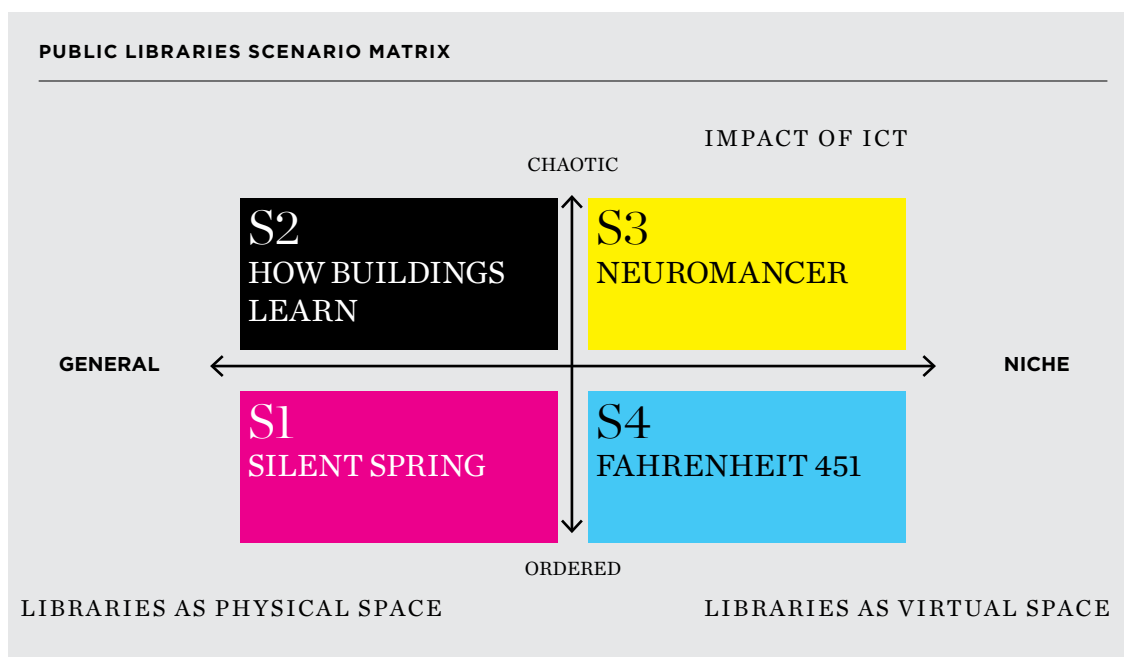 PUBLIC LIBRARIES SCENARIO MATRIX
IMPACT OF ICT
CHAOTIC
S2
HOW BUILDINGS
LEARN
S3
NEUROMANCER
GENERAL
NICHE
S1
SILENT SPRING
S4
FAHRENHEIT 451
ORDERED
LIBRARIES AS PHYSICAL SPACE
LIBRARIES AS VIRTUAL SPACE